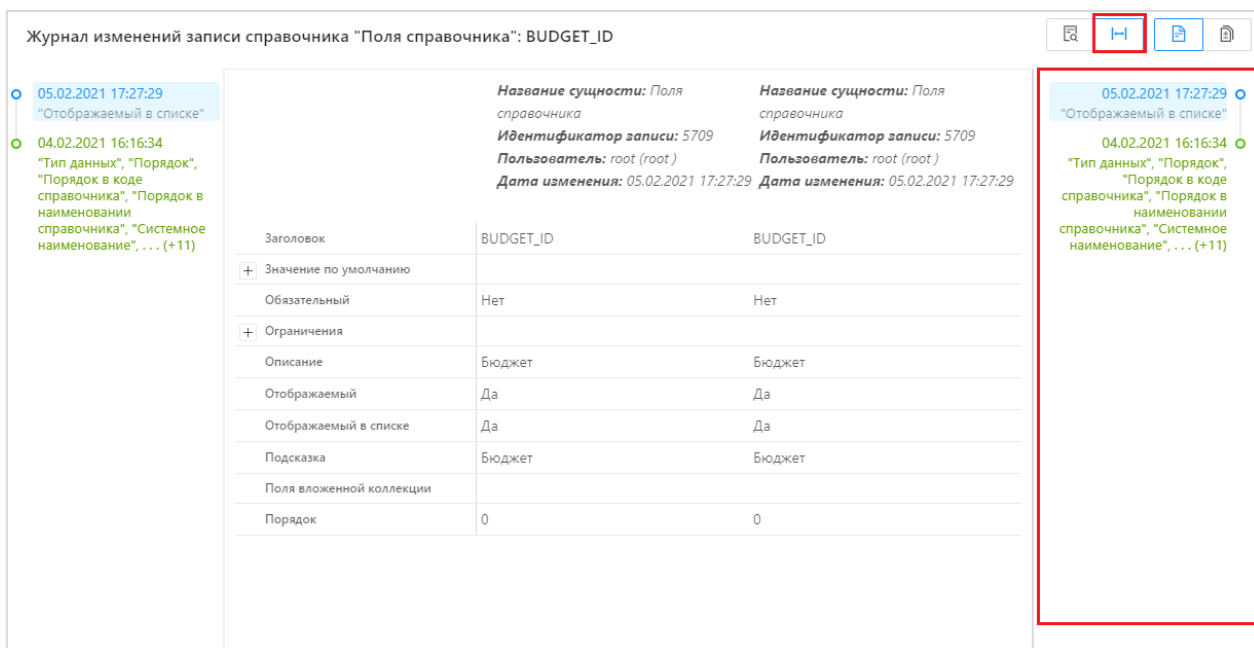 Журнал изменений записи справочника "Поля справочника": BUDGET_ID
05.02.2021 17:27:29
"Отображаемый в списке"
04.02.2021 16:16:34
"Тип данных", "Порядок",
"Порядок в коде
справочника", "Порядок в
наименовании
справочника", "Системное
наименование", . . . (+11)
Название сущности: Поля
справочника
Идентификатор записи: 5709
Пользователь: root (root )
Дата изменения: 05.02.2021 17:27:29
Название сущности: Поля
справочника
Идентификатор записи: 5709
Пользователь: root (root )
Дата изменения: 05.02.2021 17:27:29
Заголовок BUDGET_ID BUDGET_ID
Значение по умолчанию
Обязательный Нет Нет
Ограничения
Описание Бюджет Бюджет
Отображаемый Да Да
Отображаемый в списке Да Да
Подсказка Бюджет Бюджет
Поля вложенной коллекции
Порядок 0 0
05.02.2021 17:27:29
"Отображаемый в списке"
04.02.2021 16:16:34
"Тип данных", "Порядок",
"Порядок в коде
справочника", "Порядок в
наименовании
справочника", "Системное
наименование", . . . (+11)